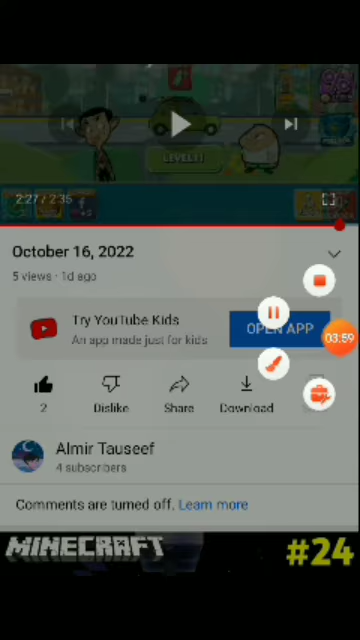 LEVEL 1
2:27 / 2:35
October 16, 2022
5 views · 1d ago
Try YouTube Kids
An app made just for kids
OPEN APP
03:59
2
Dislike
Share
Download
Almir Tauseef
4 subscribers
Comments are turned off. Learn more
MINECRAFT
#24